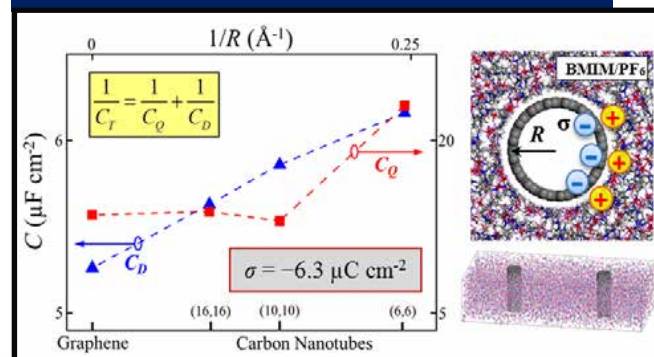 0
1/R (Å⁻¹)
0.25
1/C_T = 1/C_Q + 1/C_D
BMIM/PF₆
σ
R
− + − + − +
6
20
C_Q
C (µF cm⁻²)
C_D
σ = −6.3 µC cm⁻²
5
5
(16,16) (10,10) (6,6)
Graphene Carbon Nanotubes